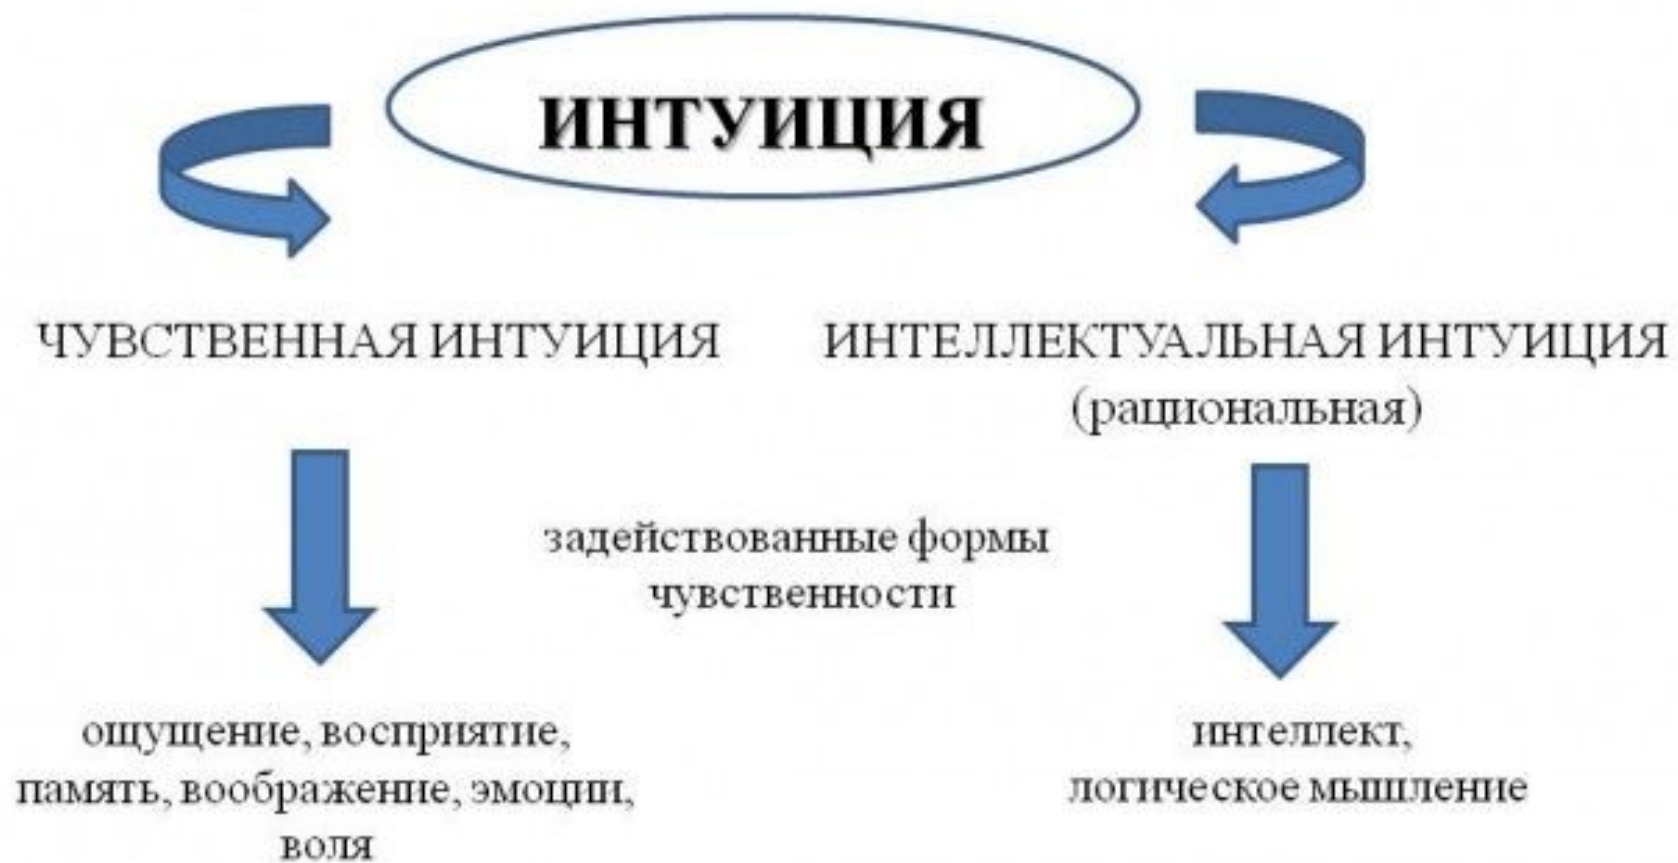 ИНТУИЦИЯ
ЧУВСТВЕННАЯ ИНТУИЦИЯ
ИНТЕЛЛЕКТУАЛЬНАЯ ИНТУИЦИЯ
(рациональная)
задействованные формы
чувственности
ощущение, восприятие,
память, воображение, эмоции,
воля
интеллект,
логическое мышление